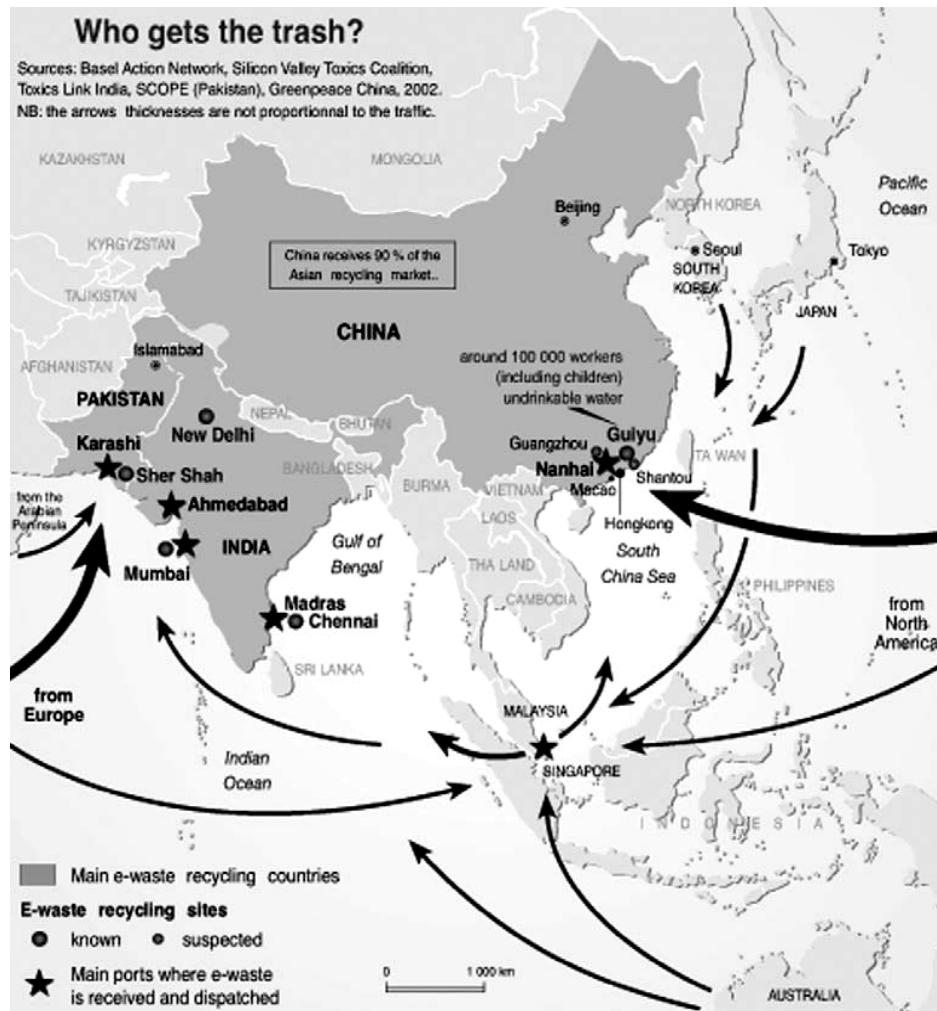 Who gets the trash?
Sources: Basel Action Network, Silicon Valley Toxics Coalition,
Toxics Link India, SCOPE (Pakistan), Greenpeace China, 2002.
NB: the arrows thicknesses are not proportionnal to the traffic.
KAZAKHSTAN
MONGOLIA
Pacific
Ocean
Beijing
NORTH KOREA
KYRGYZSTAN
China receives 90 % of the
Asian recycling market..
Seoul
SOUTH
KOREA
Tokyo
TAJIKISTAN
JAPAN
CHINA
Islamabad
AFGHANISTAN
around 100 000 workers
(including children)
undrinkable water
PAKISTAN
NEPAL
BHUTAN
New Delhi
Karashi
Guangzhou
Guiyu
BANGLADESH
TA WAN
Sher Shah
Nanhai
Shantou
Macao
BURMA
VIETNAM
from the
Arabian
Peninsula
Ahmedabad
LAOS
Hongkong
INDIA
Gulf of
Bengal
South
China Sea
Mumbai
THA LAND
PHILIPPINES
CAMBODIA
Madras
Chennai
from
North
America
SRI LANKA
from
Europe
MALAYSIA
Indian
Ocean
SINGAPORE
INDONESIA
Main e-waste recycling countries
E-waste recycling sites
known
suspected
Main ports where e-waste
is received and dispatched
0
1 000 km
AUSTRALIA